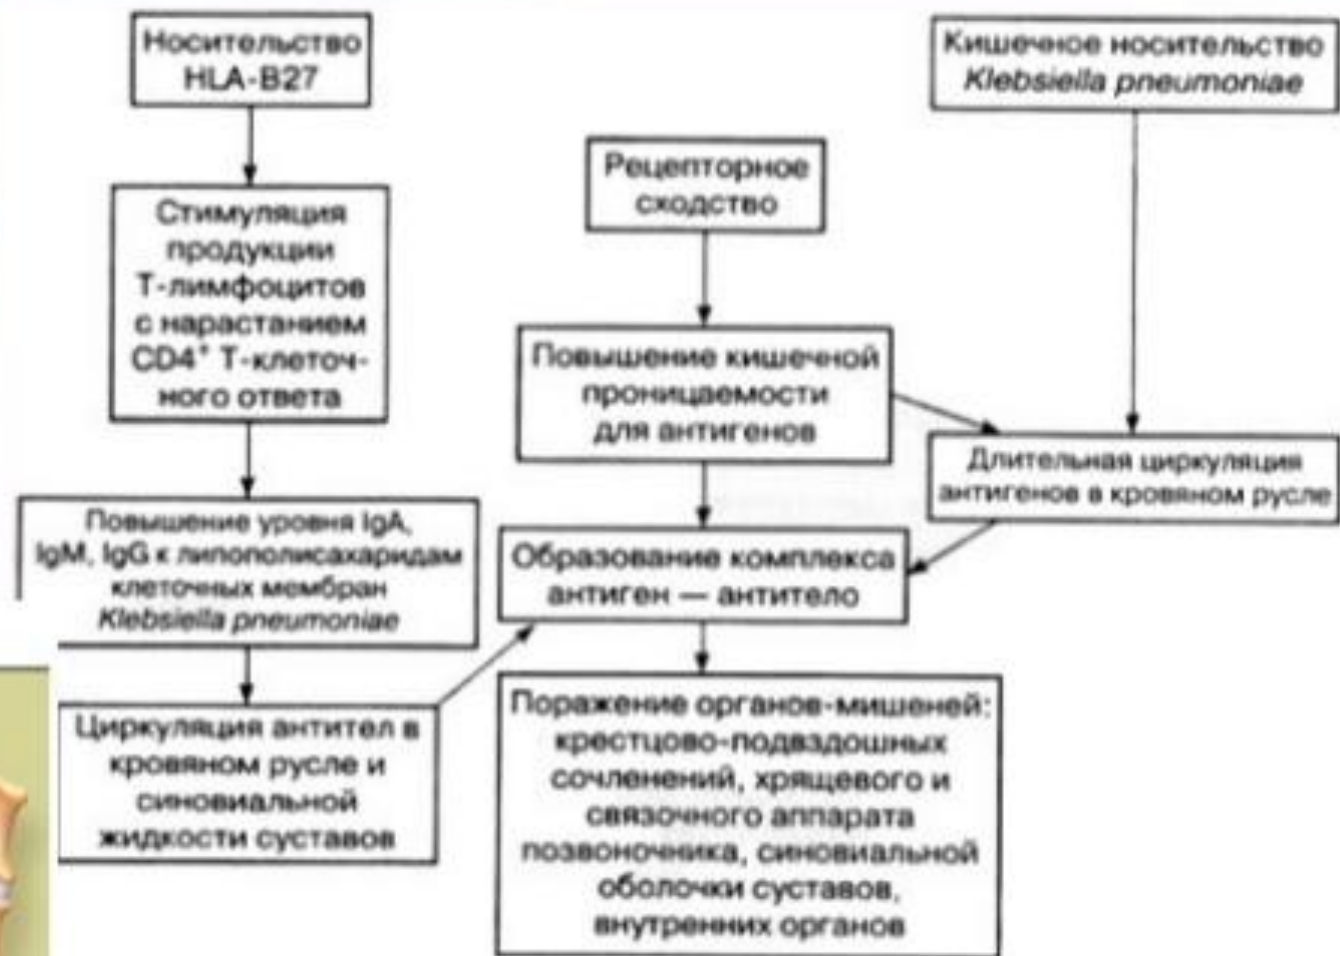 Носительство
HLA-B27
Кишечное носительство
Klebsiella pneumoniae
Рецепторное
сходство
Стимуляция
продукции
Т-лимфоцитов
с нарастанием
CD4⁺ Т-клеточ-
ного ответа
Повышение кишечной
проницаемости
для антигенов
Длительная циркуляция
антигенов в кровяном русле
Повышение уровня IgA,
IgM, IgG к липополисахаридам
клеточных мембран
Klebsiella pneumoniae
Образование комплекса
антиген — антитело
Циркуляция антител в
кровяном русле и
синовиальной
жидкости суставов
Поражение органов-мишеней:
крестцово-подвздошных
сочленений, хрящевого и
связочного аппарата
позвоночника, синовиальной
оболочки суставов,
внутренних органов